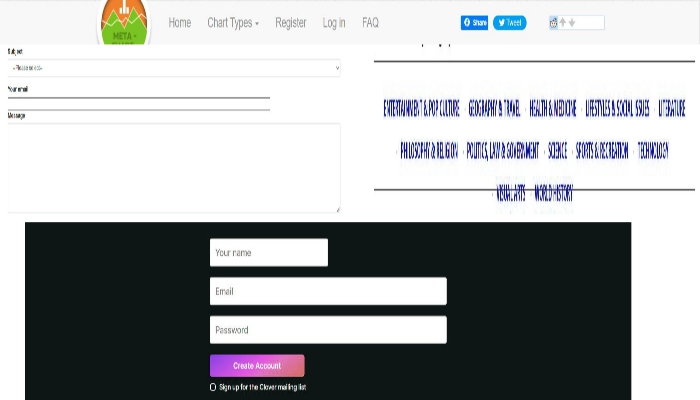 META -
Home
Chart Types
Register
Log in
FAQ
Share
Tweet
Subject
--Please select--
Your email
Message
ENTERTAINMENT & POP CULTURE · GEOGRAPHY & TRAVEL · HEALTH & MEDICINE · LIFESTYLES & SOCIAL ISSUES · LITERATURE
· PHILOSOPHY & RELIGION · POLITICS, LAW & GOVERNMENT · SCIENCE · SPORTS & RECREATION · TECHNOLOGY
· VISUAL ARTS · WORLD HISTORY
Your name
Email
Password
Create Account
Sign up for the Clover mailing list